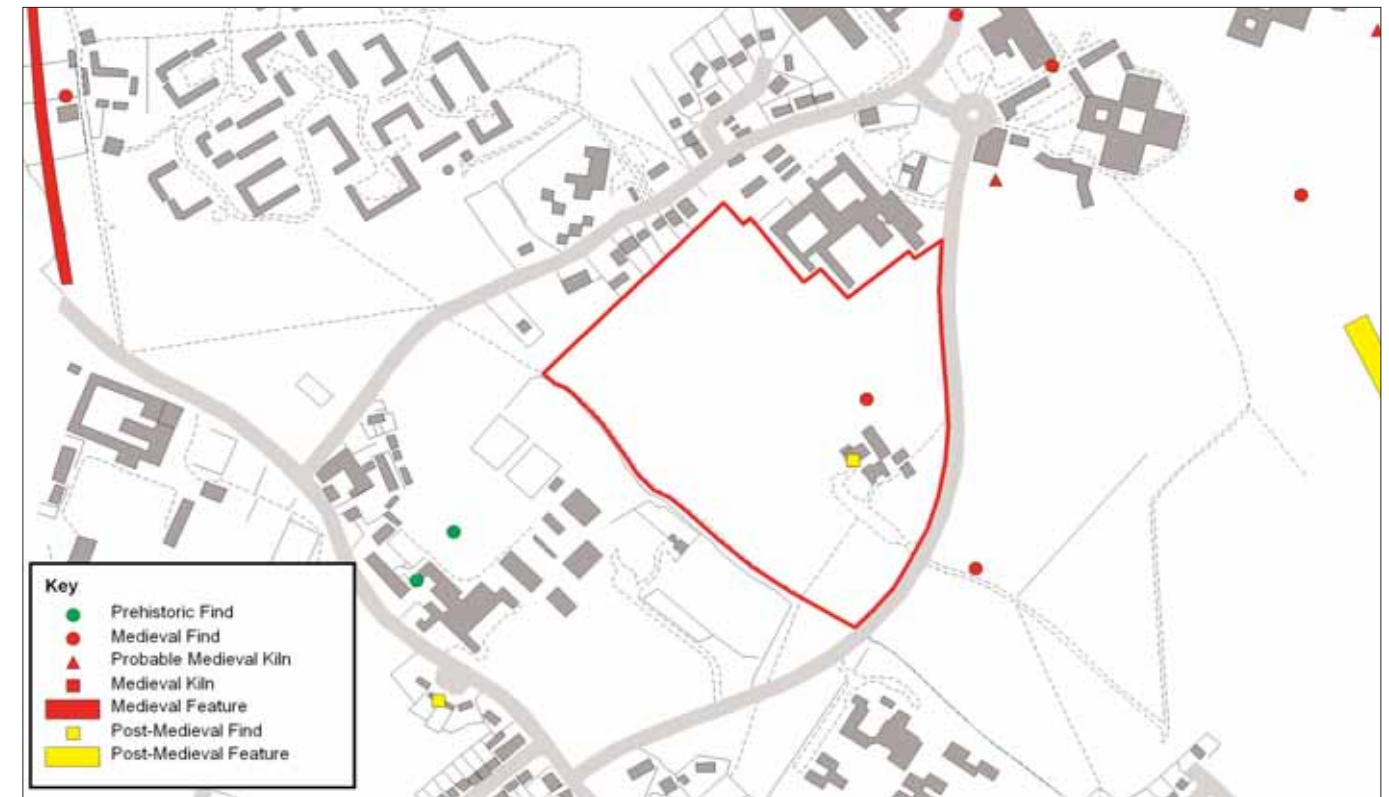 Key
Prehistoric Find
Medieval Find
Probable Medieval Kiln
Medieval Kiln
Medieval Feature
Post-Medieval Find
Post-Medieval Feature